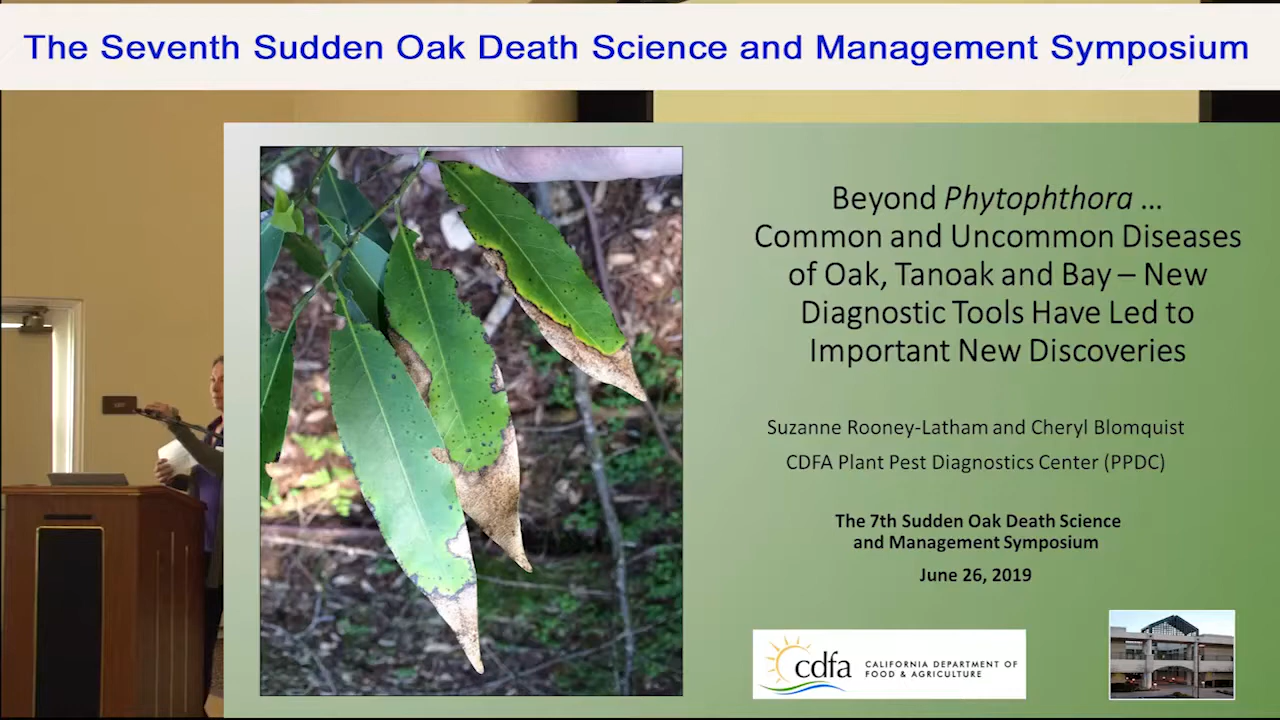 The Seventh Sudden Oak Death Science and Management Symposium
Beyond Phytophthora ...
Common and Uncommon Diseases
of Oak, Tanoak and Bay – New
Diagnostic Tools Have Led to
Important New Discoveries
Suzanne Rooney-Latham and Cheryl Blomquist
CDFA Plant Pest Diagnostics Center (PPDC)
The 7th Sudden Oak Death Science
and Management Symposium
June 26, 2019
cdfa
CALIFORNIA DEPARTMENT OF
FOOD & AGRICULTURE